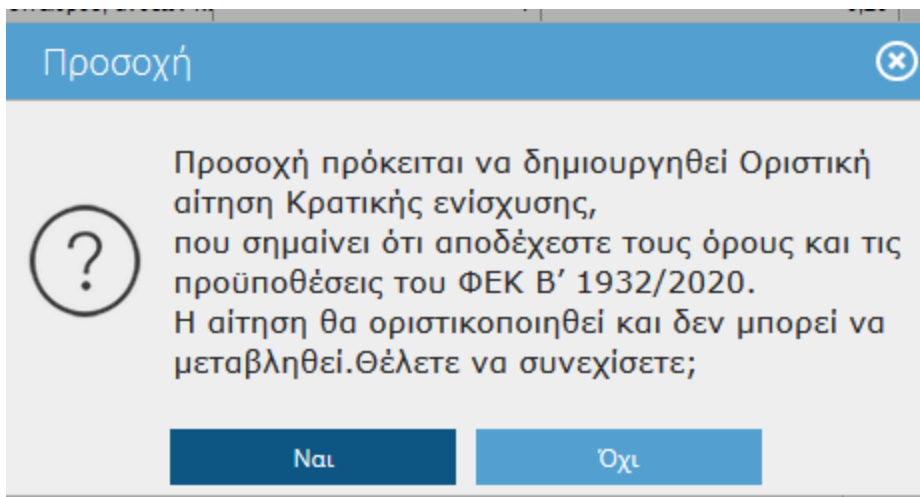 Προσοχή
Προσοχή πρόκειται να δημιουργηθεί Οριστική
αίτηση Κρατικής ενίσχυσης,
που σημαίνει ότι αποδέχεστε τους όρους και τις
προϋποθέσεις του ΦΕΚ Β’ 1932/2020.
Η αίτηση θα οριστικοποιηθεί και δεν μπορεί να
μεταβληθεί.Θέλετε να συνεχίσετε;
Ναι
Όχι